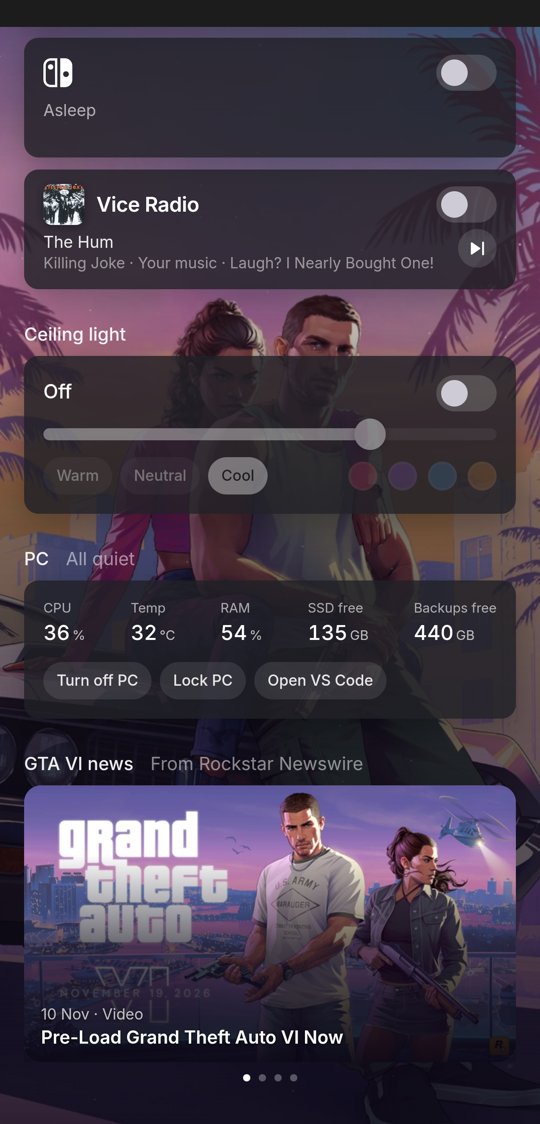 Asleep
Vice Radio
The Hum
Killing Joke · Your music · Laugh? I Nearly Bought One!
Ceiling light
Off
Warm Neutral Cool
PC All quiet
CPU Temp RAM SSD free Backups free
36 % 32 °C 54 % 135 GB 440 GB
Turn off PC Lock PC Open VS Code
GTA VI news From Rockstar Newswire
grand
theft
auto
VI
U.S. ARMY
MARAUDER
NOVEMBER 19, 2026
10 Nov · Video
Pre-Load Grand Theft Auto VI Now
R